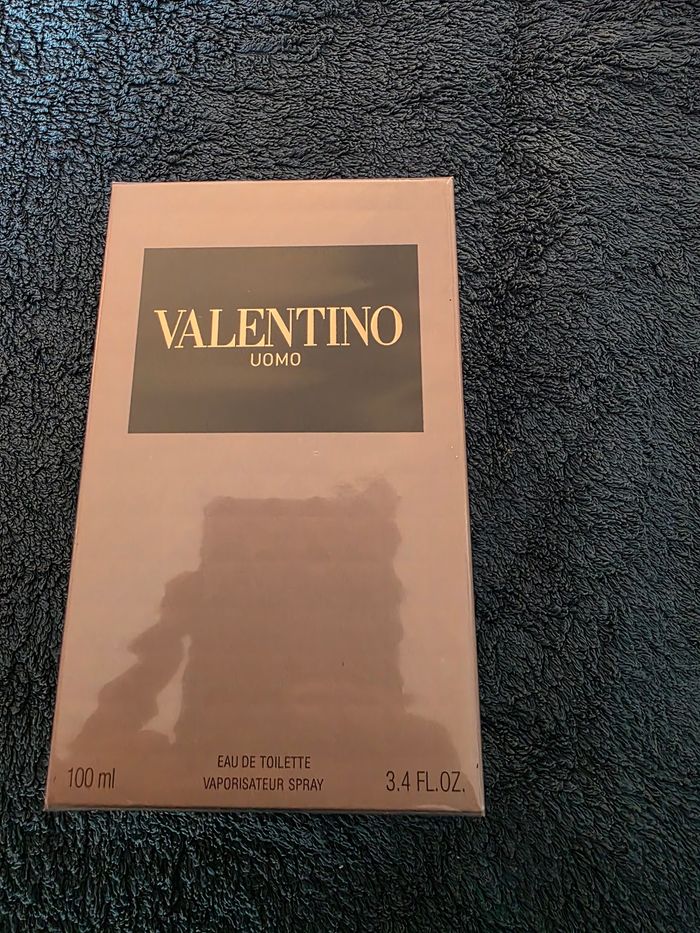 VALENTINO
UOMO
EAU DE TOILETTE
100 ml VAPORISATEUR SPRAY 3.4 FL.OZ.